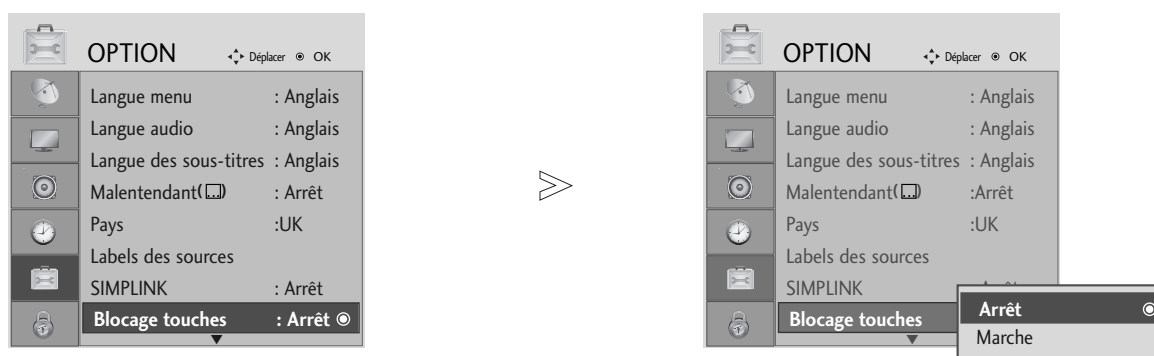 OPTION Déplacer OK
Langue menu : Anglais
Langue audio : Anglais
Langue des sous-titres : Anglais
Malentendant( ) : Arrêt
Pays :UK
Labels des sources
SIMPLINK : Arrêt
Blocage touches : Arrêt
OPTION Déplacer OK
Langue menu : Anglais
Langue audio : Anglais
Langue des sous-titres : Anglais
Malentendant( ) :Arrêt
Pays :UK
Labels des sources
SIMPLINK
Blocage touches
Arrêt
Marche